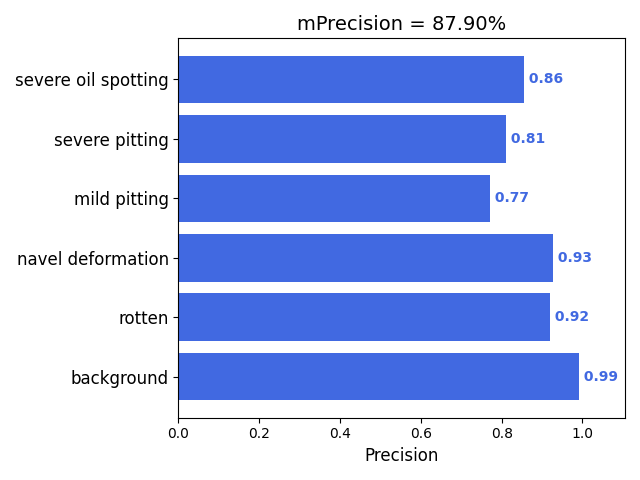 mPrecision = 87.90%
severe oil spotting 0.86
severe pitting 0.81
mild pitting 0.77
navel deformation 0.93
rotten 0.92
background 0.99
0.0 0.2 0.4 0.6 0.8 1.0
Precision